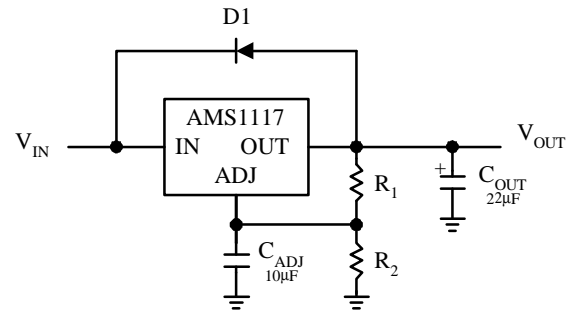 D1
AMS1117
V_IN IN OUT V_OUT
ADJ
+
R_1
C_OUT
22µF
C_ADJ
10µF
R_2